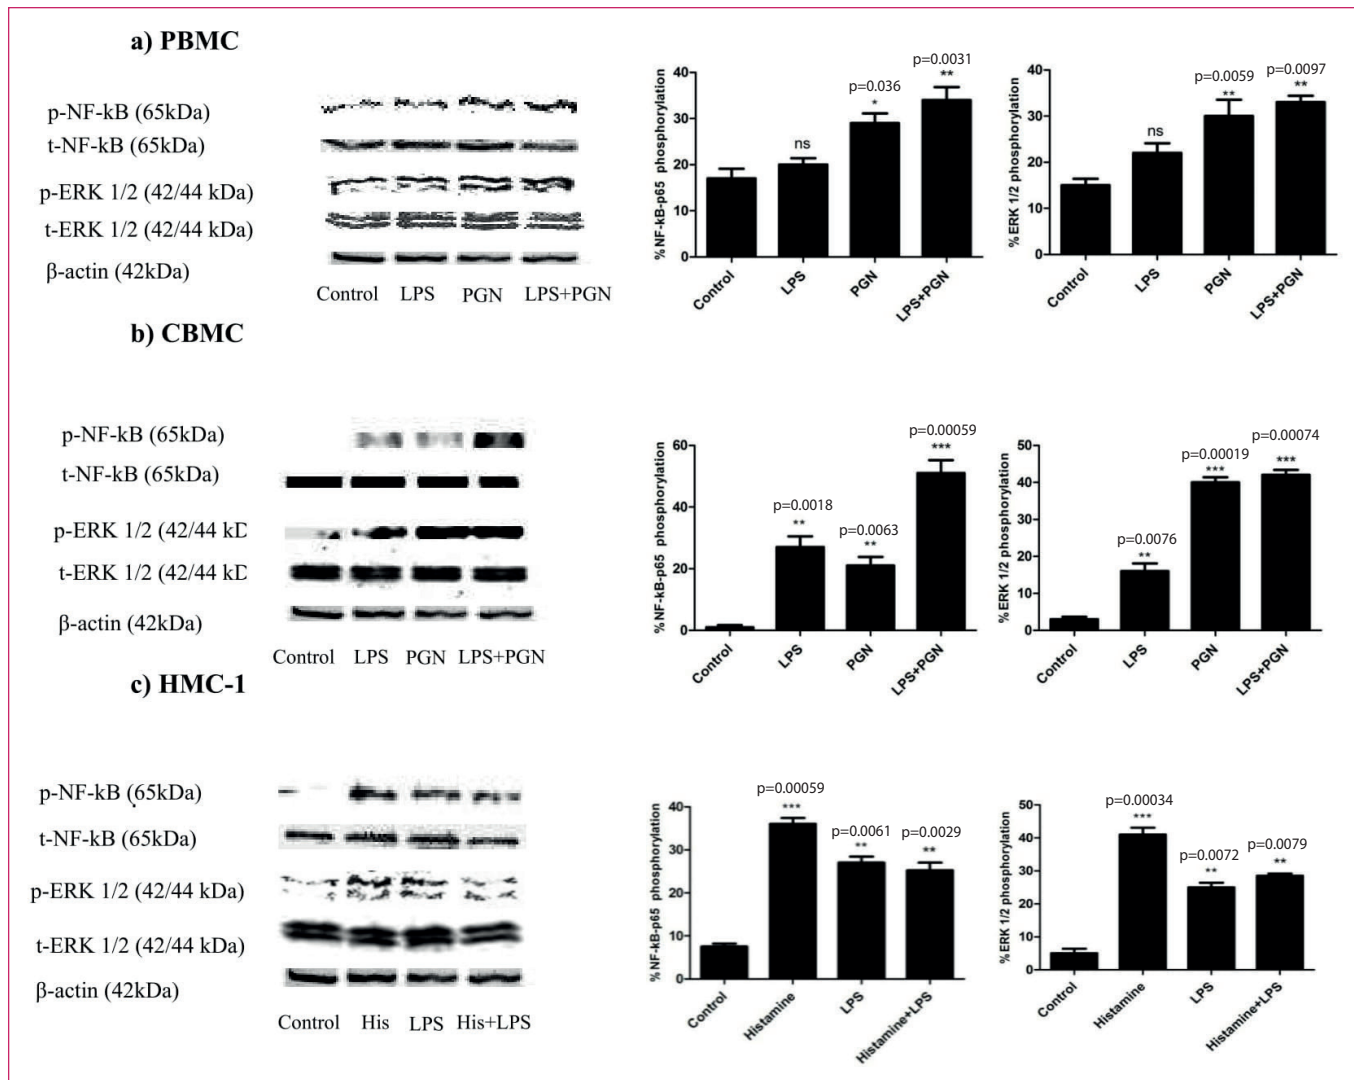 a) PBMC
p-NF-kB (65kDa)
t-NF-kB (65kDa)
p-ERK 1/2 (42/44 kDa)
t-ERK 1/2 (42/44 kDa)
β-actin (42kDa)
Control LPS PGN LPS+PGN
%NF-kB-p65 phosphorylation
40
30
20
10
0
ns
p=0.036
*
p=0.0031
**
Control
LPS
PGN
LPS+PGN
%ERK 1/2 phosphorylation
40
30
20
10
0
ns
p=0.0059
**
p=0.0097
**
Control
LPS
PGN
LPS+PGN
b) CBMC
p-NF-kB (65kDa)
t-NF-kB (65kDa)
p-ERK 1/2 (42/44 kD
t-ERK 1/2 (42/44 kD
β-actin (42kDa)
Control LPS PGN LPS+PGN
%NF-kB-p65 phosphorylation
60
40
20
0
p=0.0018
**
p=0.0063
**
p=0.00059
***
Control
LPS
PGN
LPS+PGN
%ERK 1/2 phosphorylation
50
40
30
20
10
0
p=0.0076
**
p=0.00019
***
p=0.00074
***
Control
LPS
PGN
LPS+PGN
c) HMC-1
p-NF-kB (65kDa)
t-NF-kB (65kDa)
p-ERK 1/2 (42/44 kDa)
t-ERK 1/2 (42/44 kDa)
β-actin (42kDa)
Control His LPS His+LPS
%NF-kB-p65 phosphorylation
40
30
20
10
0
p=0.00059
***
p=0.0061
**
p=0.0029
**
Control
Histamine
LPS
Histamine+LPS
%ERK 1/2 phosphorylation
50
40
30
20
10
0
p=0.00034
***
p=0.0072
**
p=0.0079
**
Control
Histamine
LPS
Histamine+LPS